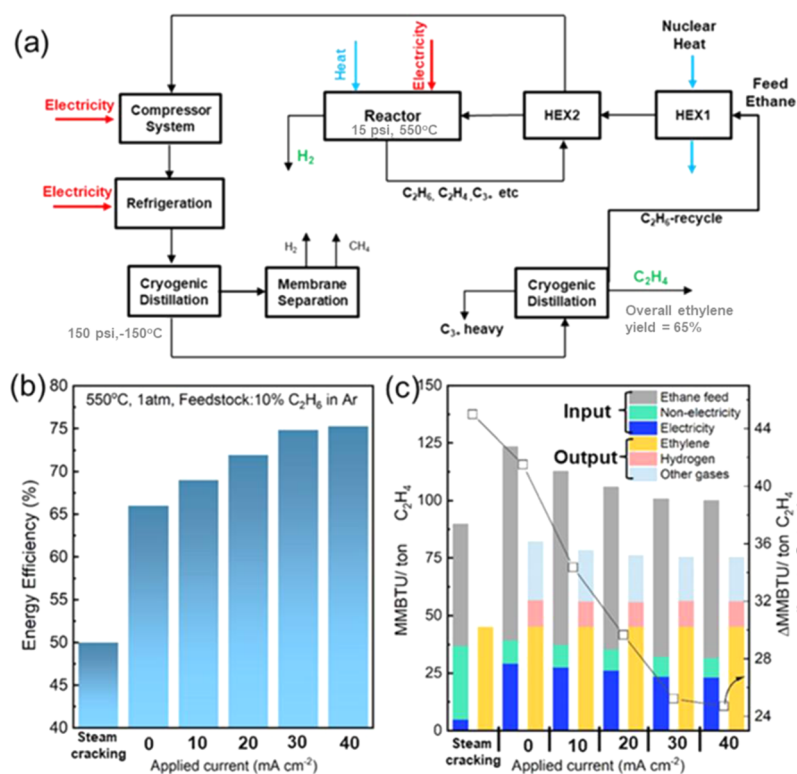 (a)
Nuclear
Heat
Feed
Ethane
Heat
Electricity
Electricity
Compressor
System
Reactor
15 psi, 550°C
HEX2
HEX1
H₂
C₂H₆, C₂H₄, C₃₊ etc
Electricity
Refrigeration
C₂H₆-recycle
H₂
CH₄
Cryogenic
Distillation
Membrane
Separation
Cryogenic
Distillation
C₂H₄
150 psi,-150°C
C₃₊ heavy
Overall ethylene
yield = 65%
(b)
550°C, 1atm, Feedstock:10% C₂H₆ in Ar
Energy Efficiency (%)
80
75
70
65
60
55
50
45
40
Steam
cracking
0
10
20
30
40
Applied current (mA cm⁻²)
(c)
MMBTU/ ton C₂H₄
150
125
100
75
50
25
0
Input
Output
Ethane feed
Non-electricity
Electricity
Ethylene
Hydrogen
Other gases
44
40
36
32
28
24
ΔMMBTU/ ton C₂H₄
Steam
cracking
0
10
20
30
40
Applied current (mA cm⁻²)